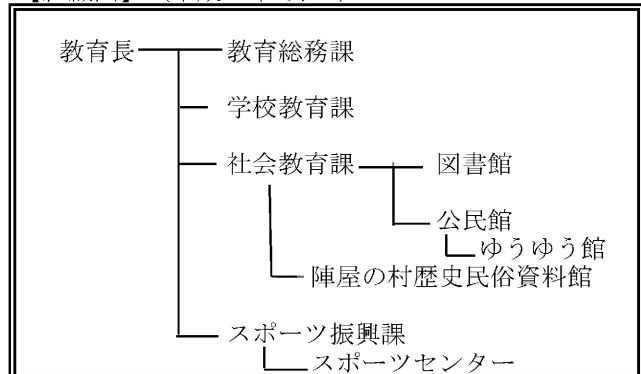 教育長 教育総務課
学校教育課
社会教育課 図書館
公民館
ゆうゆう館
陣屋の村歴史民俗資料館
スポーツ振興課
スポーツセンター